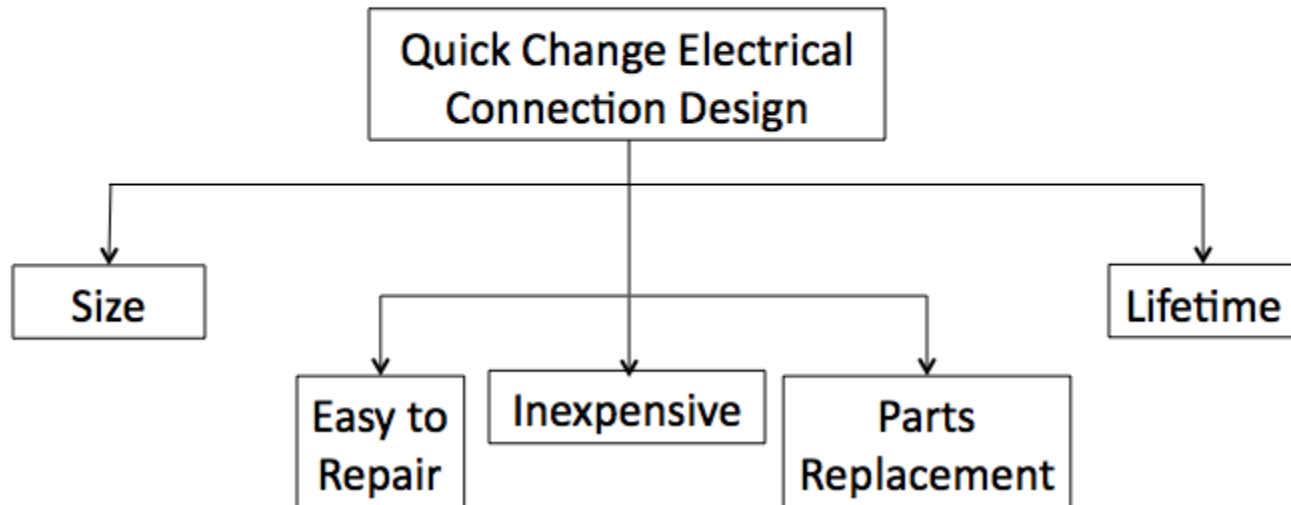 Quick Change Electrical
Connection Design
Size
Lifetime
Easy to
Repair
Inexpensive
Parts
Replacement